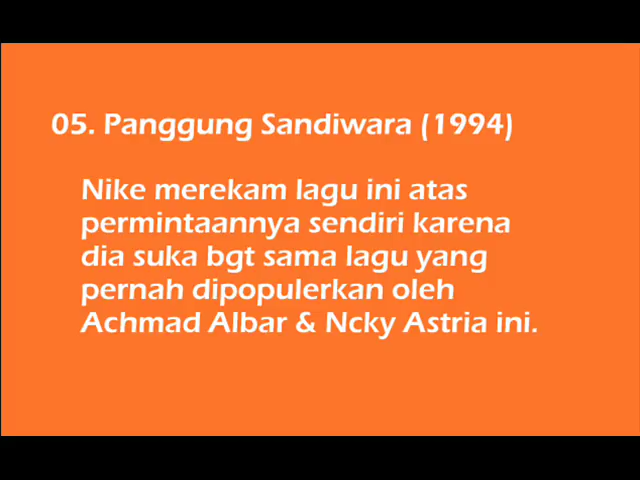 05. Panggung Sandiwara (1994)
Nike merekam lagu ini atas
permintaannya sendiri karena
dia suka bgt sama lagu yang
pernah dipopulerkan oleh
Achmad Albar & Ncky Astria ini.